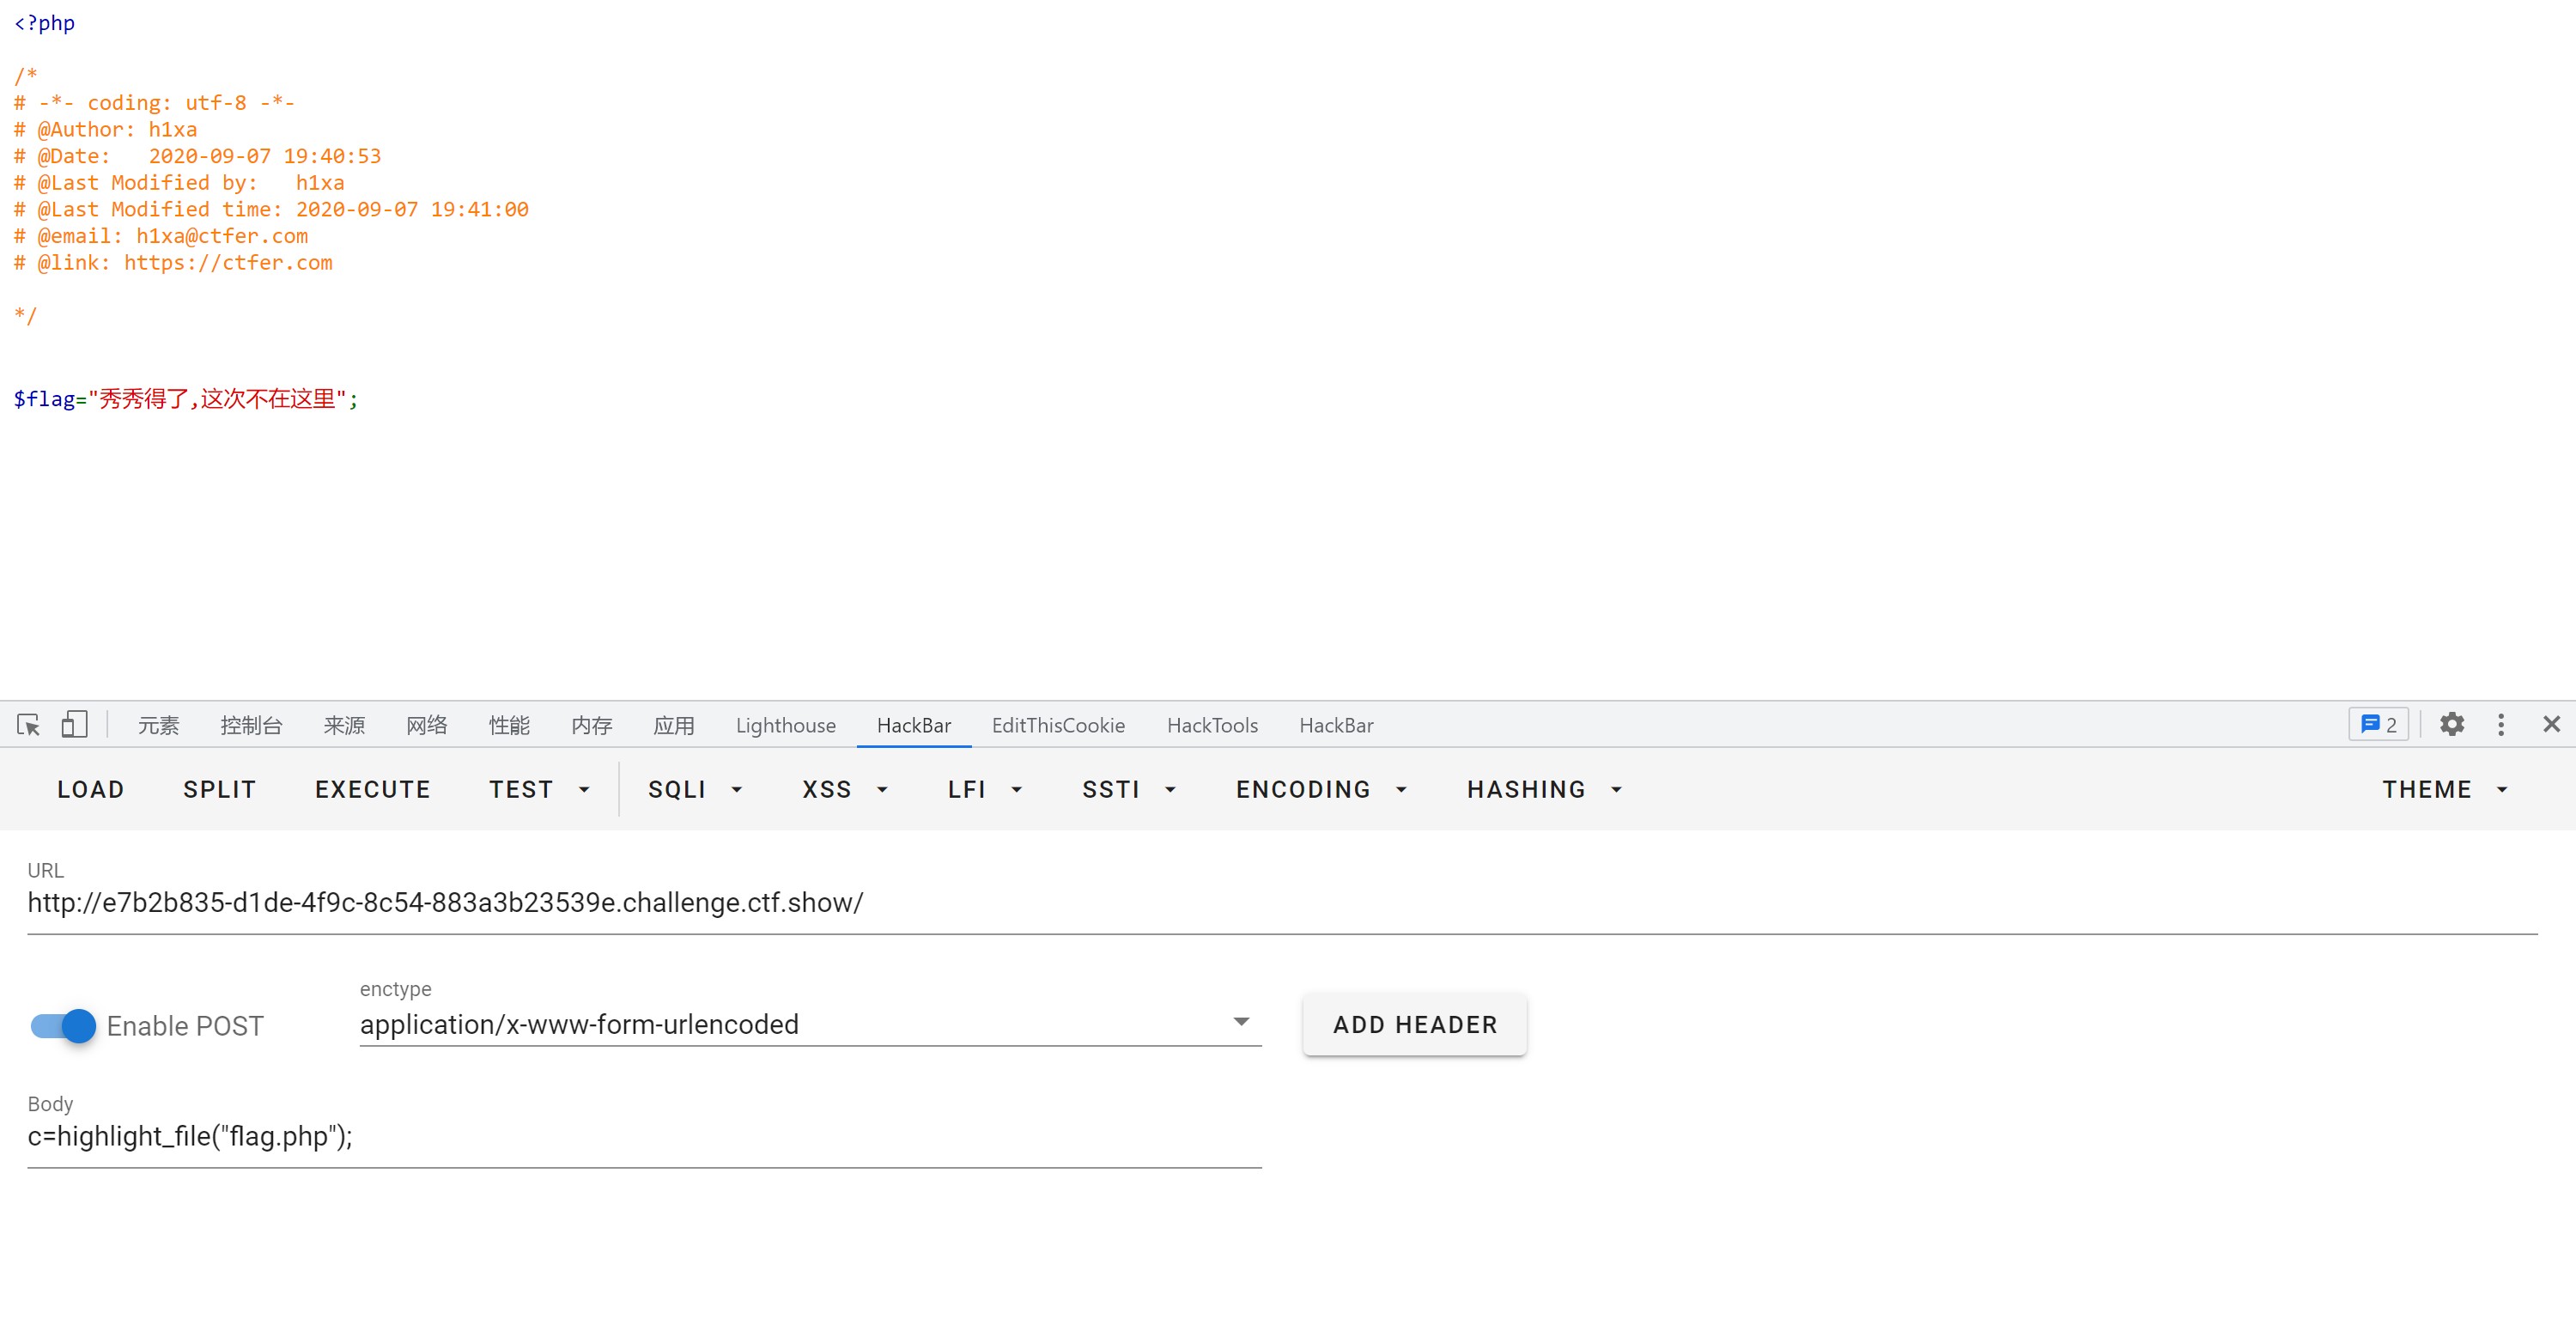 <?php
/*
# -*- coding: utf-8 -*-
# @Author: h1xa
# @Date:   2020-09-07 19:40:53
# @Last Modified by:   h1xa
# @Last Modified time: 2020-09-07 19:41:00
# @email: h1xa@ctfer.com
# @link: https://ctfer.com
*/
$flag="秀秀得了,这次不在这里";
元素 控制台 来源 网络 性能 内存 应用 Lighthouse HackBar EditThisCookie HackTools HackBar 2
LOAD SPLIT EXECUTE TEST SQLI XSS LFI SSTI ENCODING HASHING THEME
URL
http://e7b2b835-d1de-4f9c-8c54-883a3b23539e.challenge.ctf.show/
enctype
Enable POST application/x-www-form-urlencoded ADD HEADER
Body
c=highlight_file("flag.php");